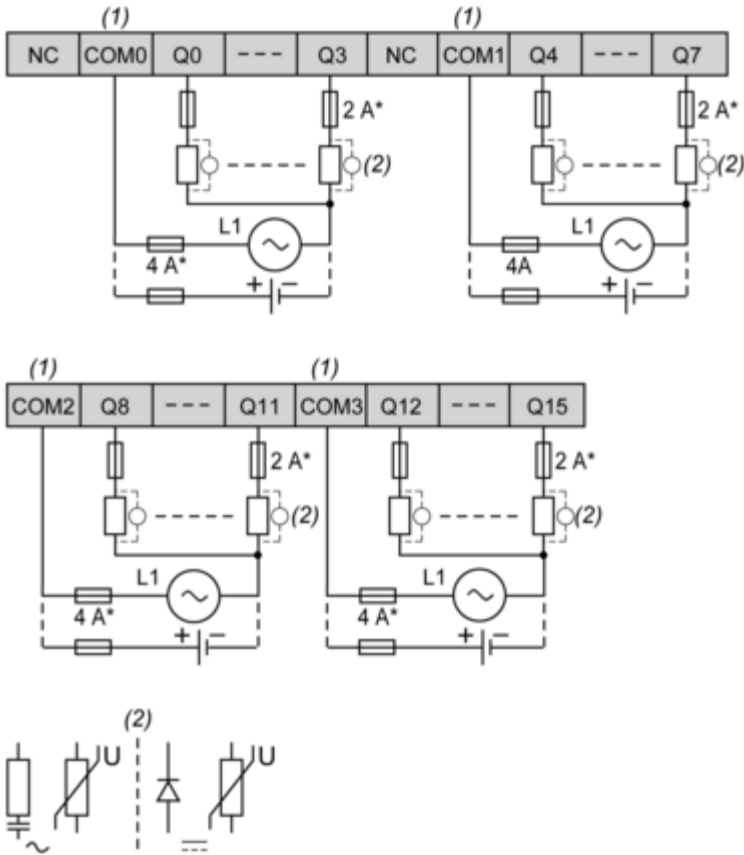 (1) (1)
NC COM0 Q0 --- Q3 NC COM1 Q4 --- Q7
2 A* 2 A*
(2) (2)
L1 L1
4 A* 4A
+ − + −
(1) (1)
COM2 Q8 --- Q11 COM3 Q12 --- Q15
2 A* 2 A*
(2) (2)
L1 L1
4 A* 4 A*
+ − + −
(2)
U U